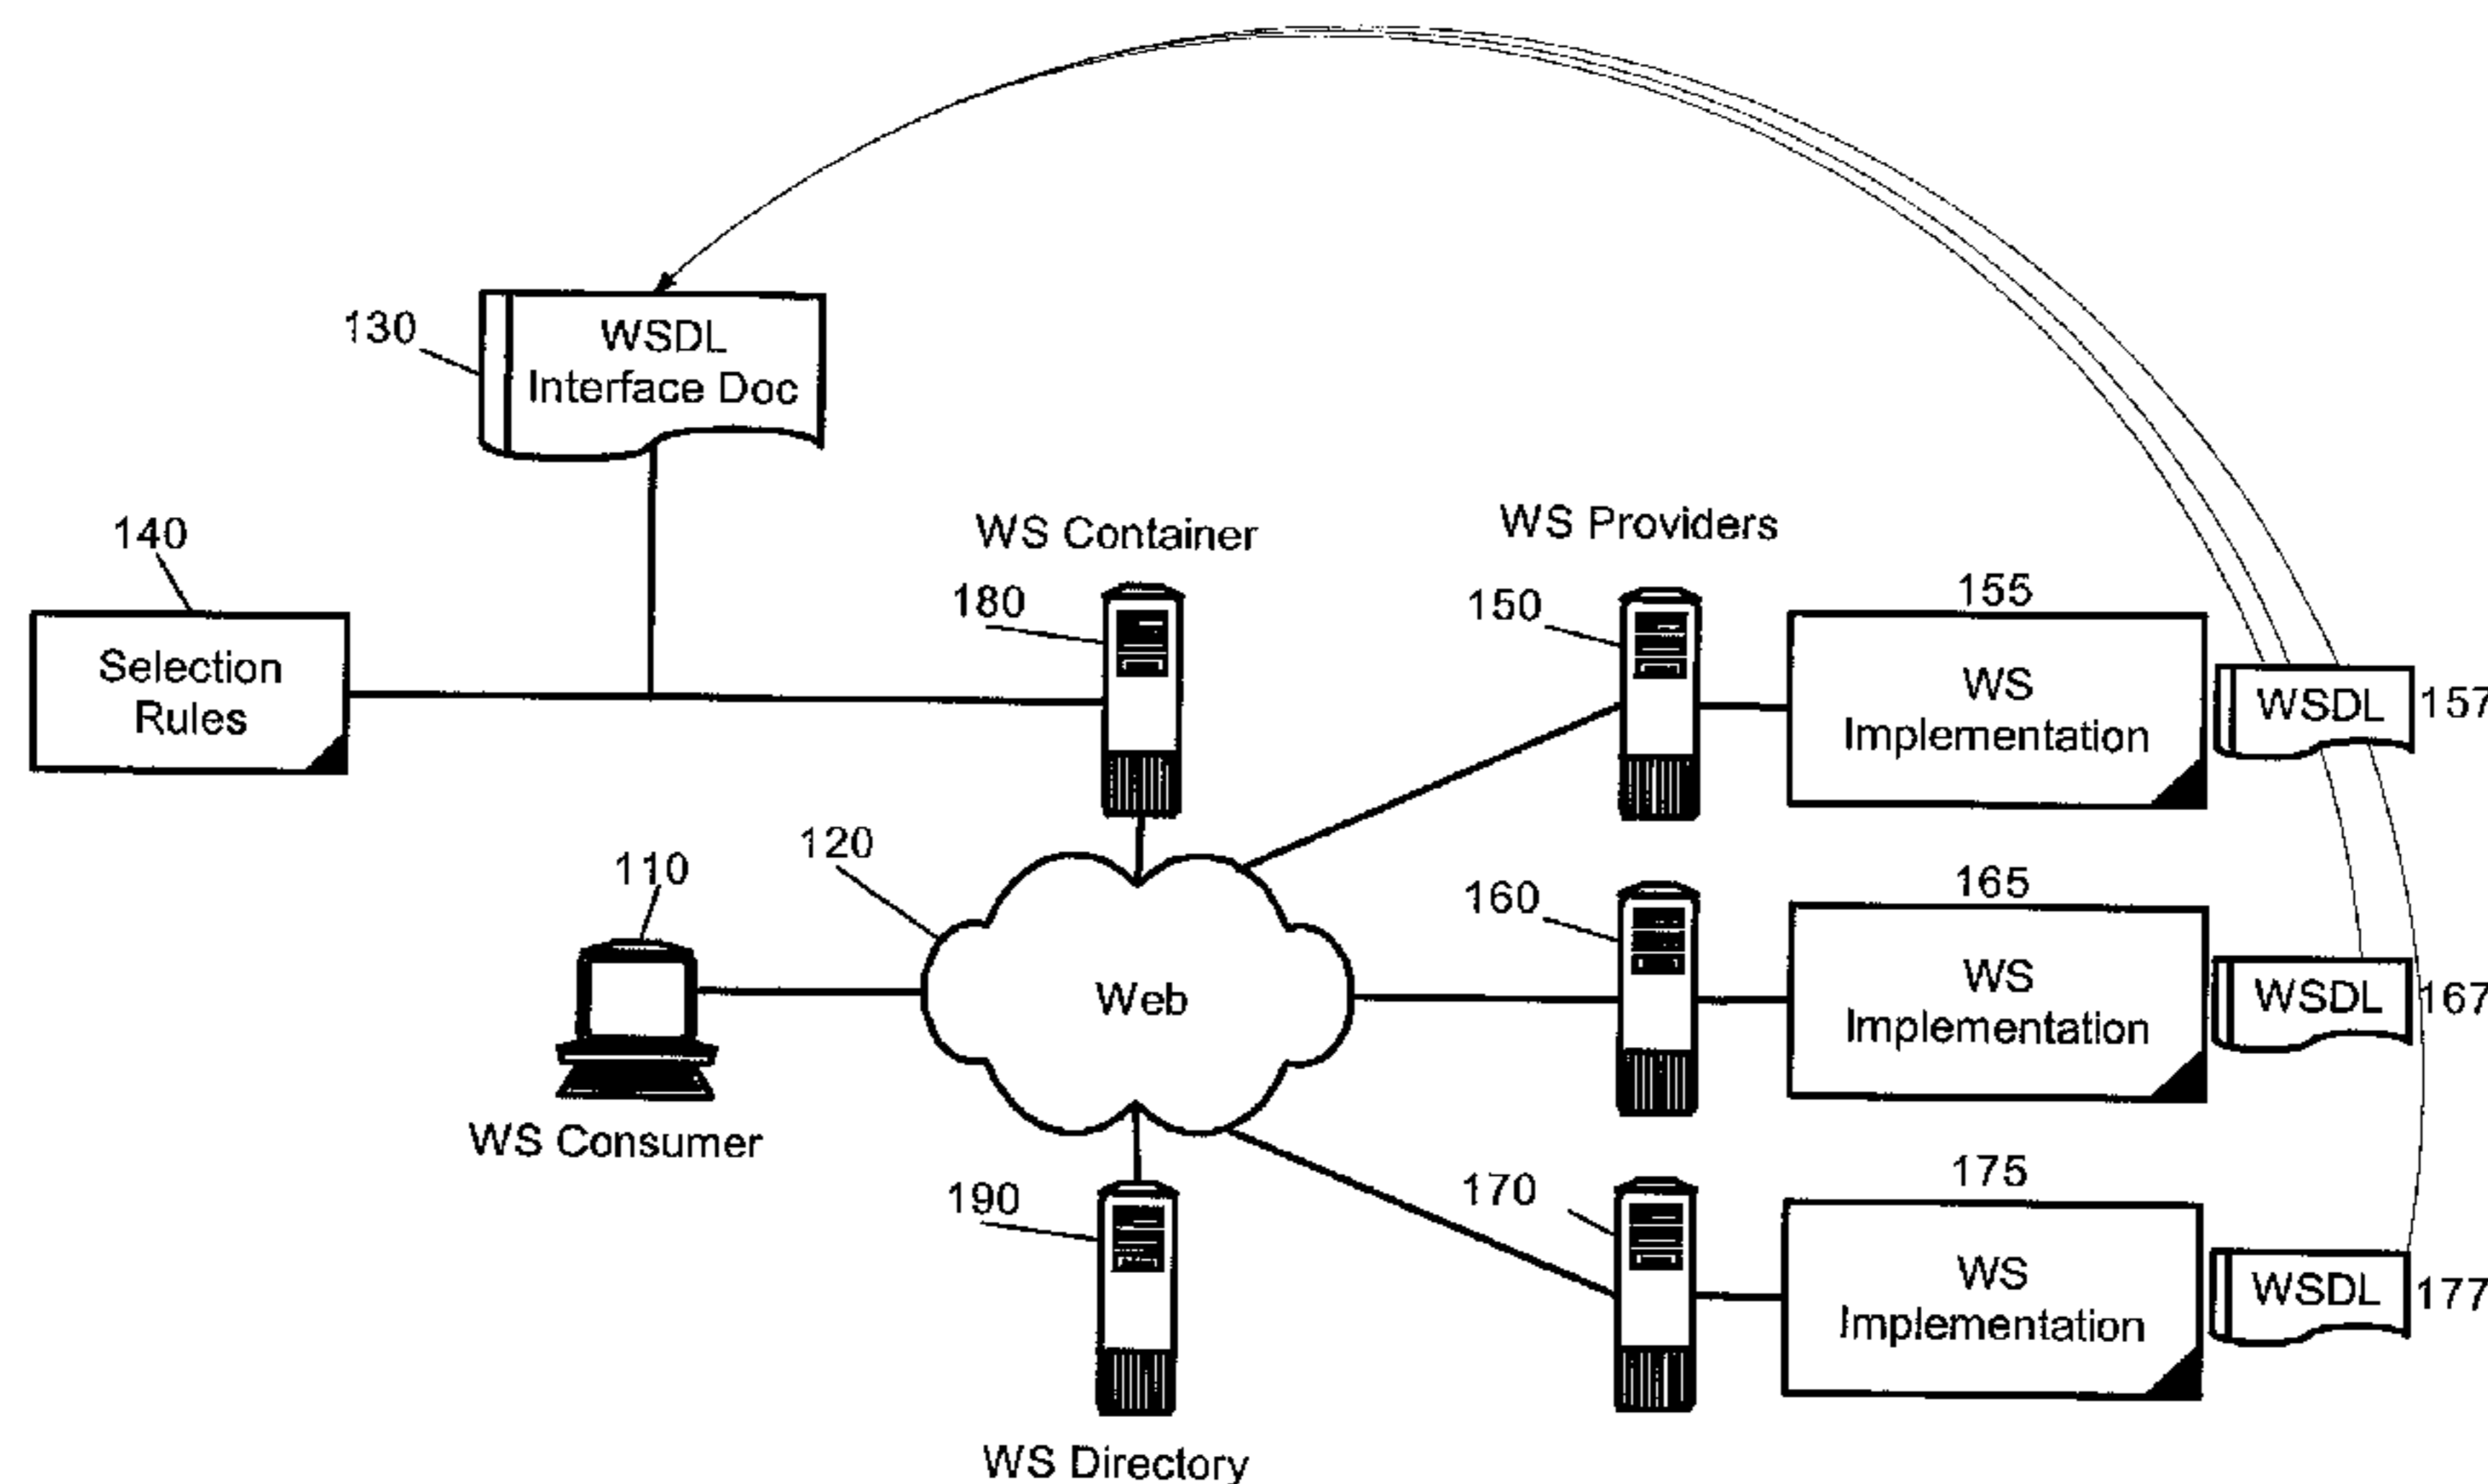 WSDL
Interface Doc
130
140
Selection
Rules
WS Container
180
WS Providers
150
155
WS
Implementation
WSDL
157
110
WS Consumer
120
Web
160
165
WS
Implementation
WSDL
167
190
WS Directory
170
175
WS
Implementation
WSDL
177